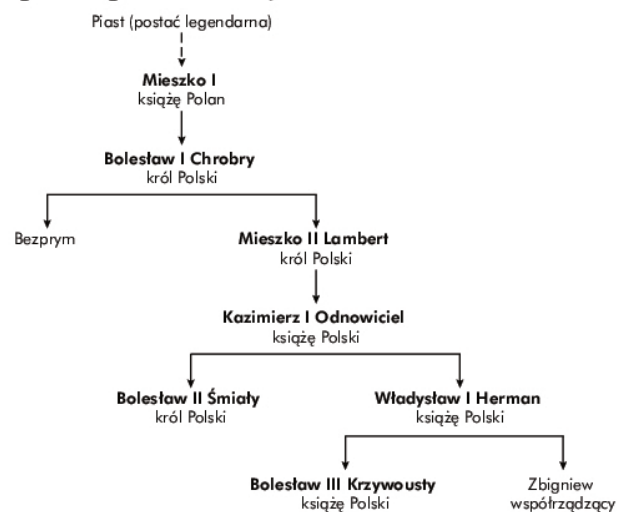 Piast (postać legendarna)
Mieszko I
książę Polan
Bolesław I Chrobry
król Polski
Bezprym
Mieszko II Lambert
król Polski
Kazimierz I Odnowiciel
książę Polski
Bolesław II Śmiały
król Polski
Władysław I Herman
książę Polski
Bolesław III Krzywousty
książę Polski
Zbigniew
współrządzący